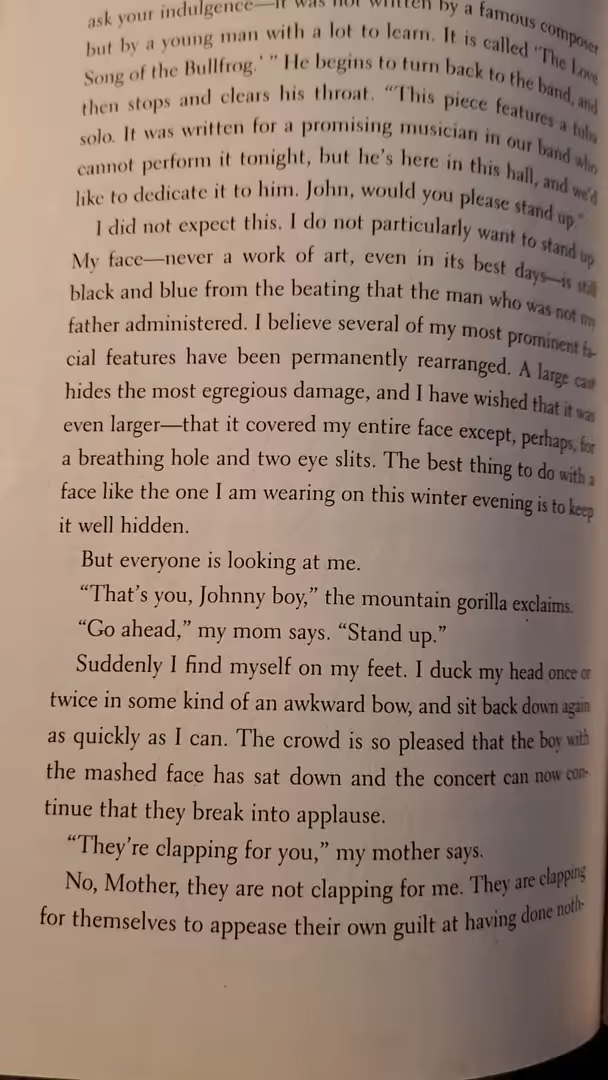 ask your indulgence—it was not written by a famous composer
but by a young man with a lot to learn. It is called "The Love
Song of the Bullfrog.' " He begins to turn back to the band, and
then stops and clears his throat. "This piece features a tuba
solo. It was written for a promising musician in our band who
cannot perform it tonight, but he's here in this hall, and we'd
like to dedicate it to him. John, would you please stand up."
I did not expect this. I do not particularly want to stand up
My face—never a work of art, even in its best days—is still
black and blue from the beating that the man who was not my
father administered. I believe several of my most prominent fa-
cial features have been permanently rearranged. A large cast
hides the most egregious damage, and I have wished that it was
even larger—that it covered my entire face except, perhaps, for
a breathing hole and two eye slits. The best thing to do with a
face like the one I am wearing on this winter evening is to keep
it well hidden.
But everyone is looking at me.
"That's you, Johnny boy," the mountain gorilla exclaims.
"Go ahead," my mom says. "Stand up."
Suddenly I find myself on my feet. I duck my head once or
twice in some kind of an awkward bow, and sit back down again
as quickly as I can. The crowd is so pleased that the boy with
the mashed face has sat down and the concert can now con-
tinue that they break into applause.
"They're clapping for you," my mother says.
No, Mother, they are not clapping for me. They are clapping
for themselves to appease their own guilt at having done noth-